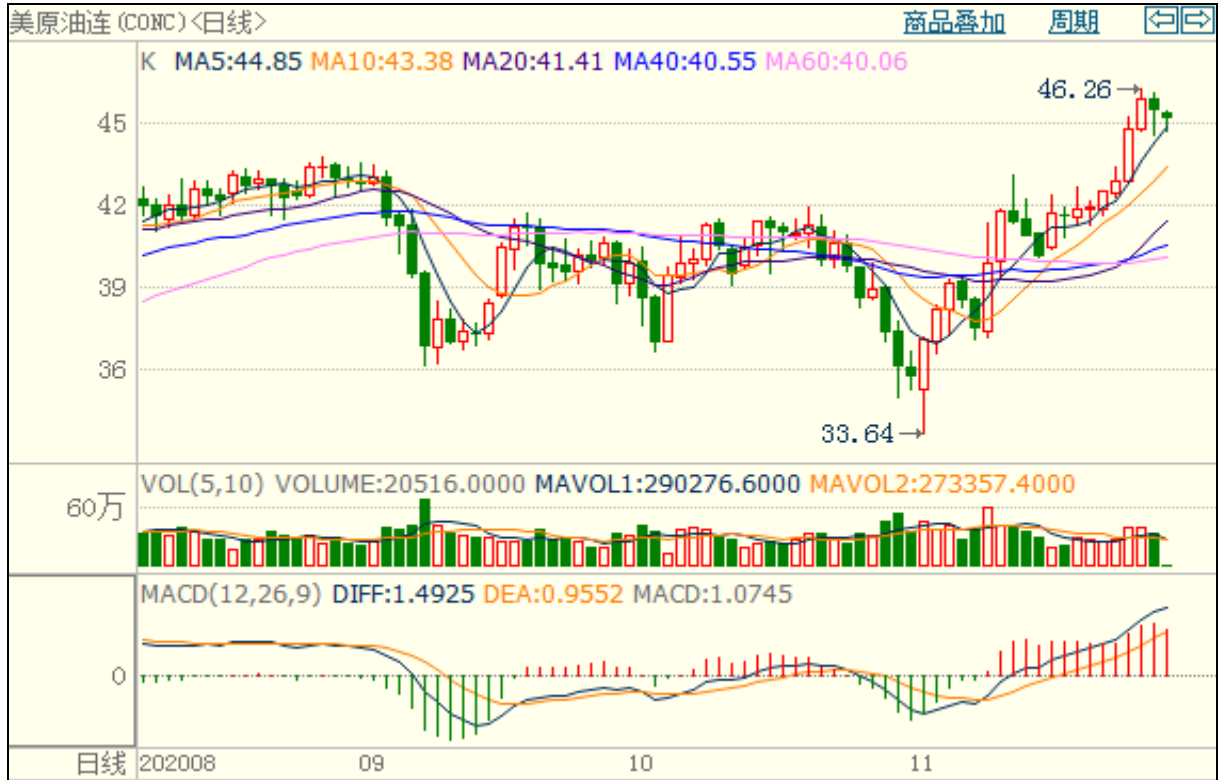 美原油连(CONC)<日线> 商品叠加 周期
K MA5:44.85 MA10:43.38 MA20:41.41 MA40:40.55 MA60:40.06
46.26
45
42
39
36
33.64
VOL(5,10) VOLUME:20516.0000 MAVOL1:290276.6000 MAVOL2:273357.4000
60万
MACD(12,26,9) DIFF:1.4925 DEA:0.9552 MACD:1.0745
0
日线 202008 09 10 11